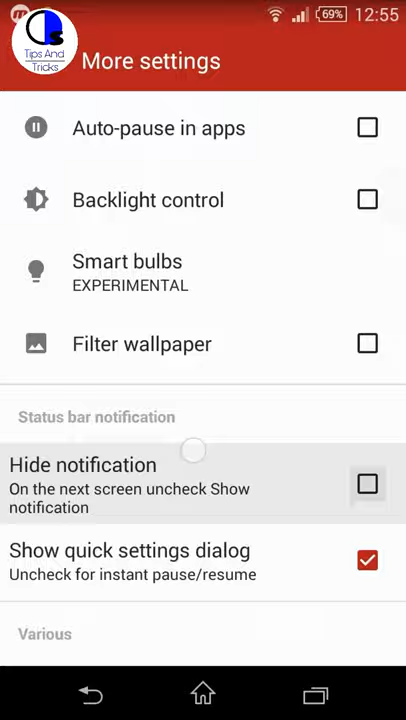 69%
12:55
Tips And
Tricks
More settings
Auto-pause in apps
Backlight control
Smart bulbs
EXPERIMENTAL
Filter wallpaper
Status bar notification
Hide notification
On the next screen uncheck Show
notification
Show quick settings dialog
Uncheck for instant pause/resume
Various